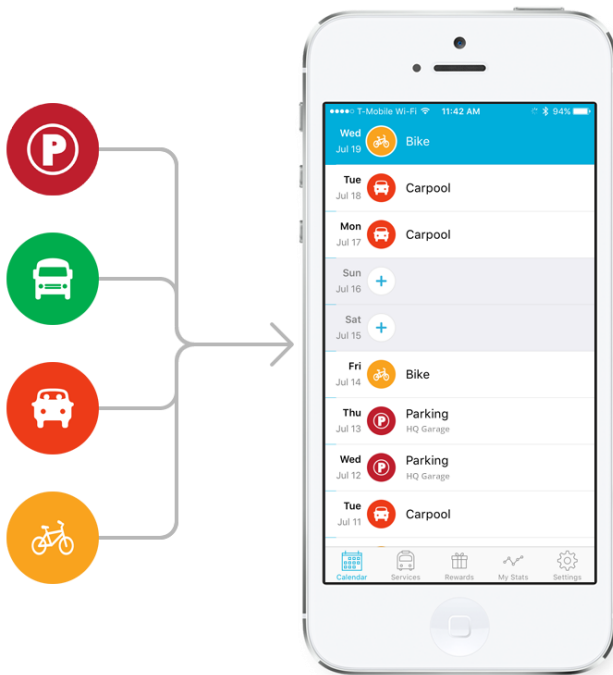 P
T-Mobile Wi-Fi 11:42 AM 94%
Wed
Jul 19
Bike
Tue
Jul 18
Carpool
Mon
Jul 17
Carpool
Sun
Jul 16
+
Sat
Jul 15
+
Fri
Jul 14
Bike
Thu
Jul 13
P
Parking
HQ Garage
Wed
Jul 12
P
Parking
HQ Garage
Tue
Jul 11
Carpool
Calendar Services Rewards My Stats Settings